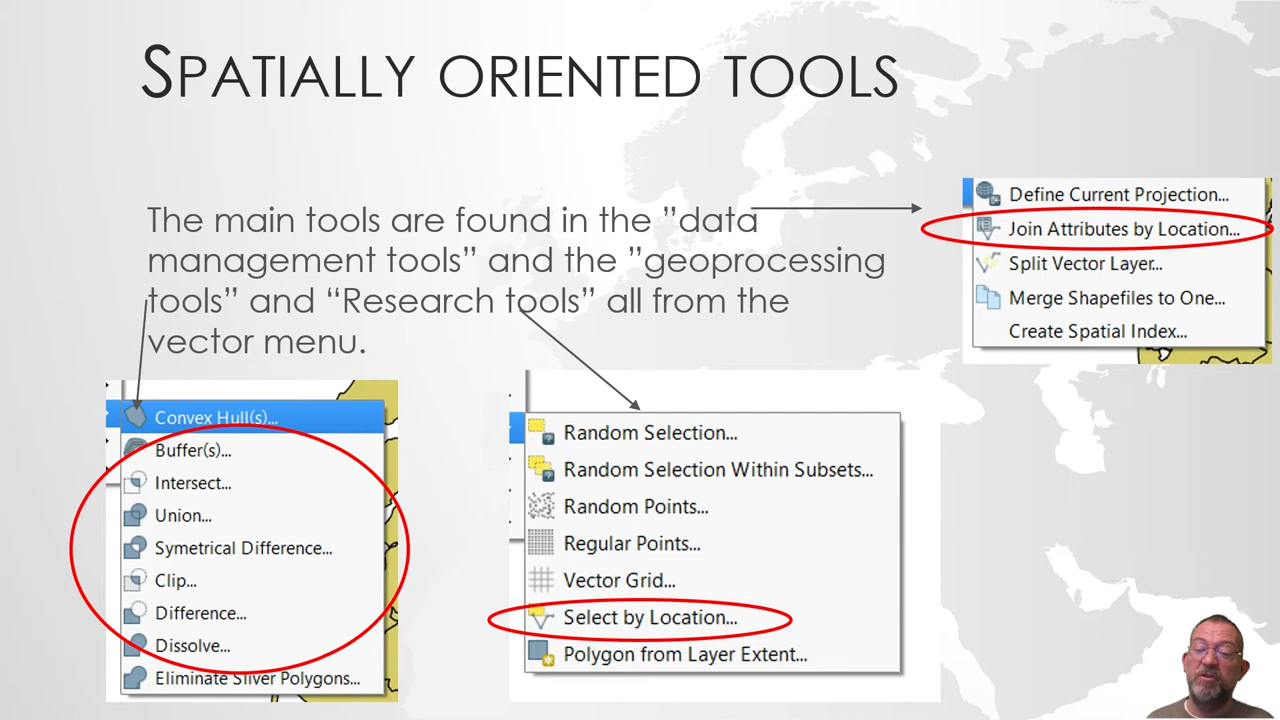 SPATIALLY ORIENTED TOOLS
The main tools are found in the ”data
management tools” and the ”geoprocessing
tools” and “Research tools” all from the
vector menu.
Define Current Projection...
Join Attributes by Location...
Split Vector Layer...
Merge Shapefiles to One...
Create Spatial Index...
Convex Hull(s)...
Buffer(s)...
Intersect...
Union...
Symetrical Difference...
Clip...
Difference...
Dissolve...
Eliminate Sliver Polygons...
Random Selection...
Random Selection Within Subsets...
Random Points...
Regular Points...
Vector Grid...
Select by Location...
Polygon from Layer Extent...